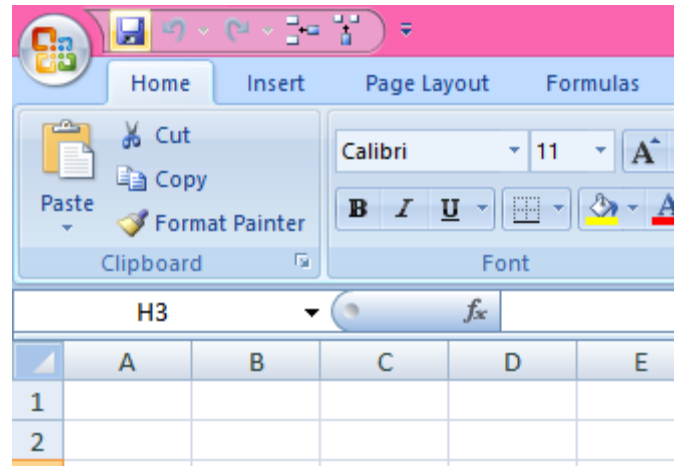 Home Insert Page Layout Formulas
Cut
Calibri 11 A
Copy
Paste
B I U A
Format Painter
Clipboard Font
H3 fx
A B C D E
1
2